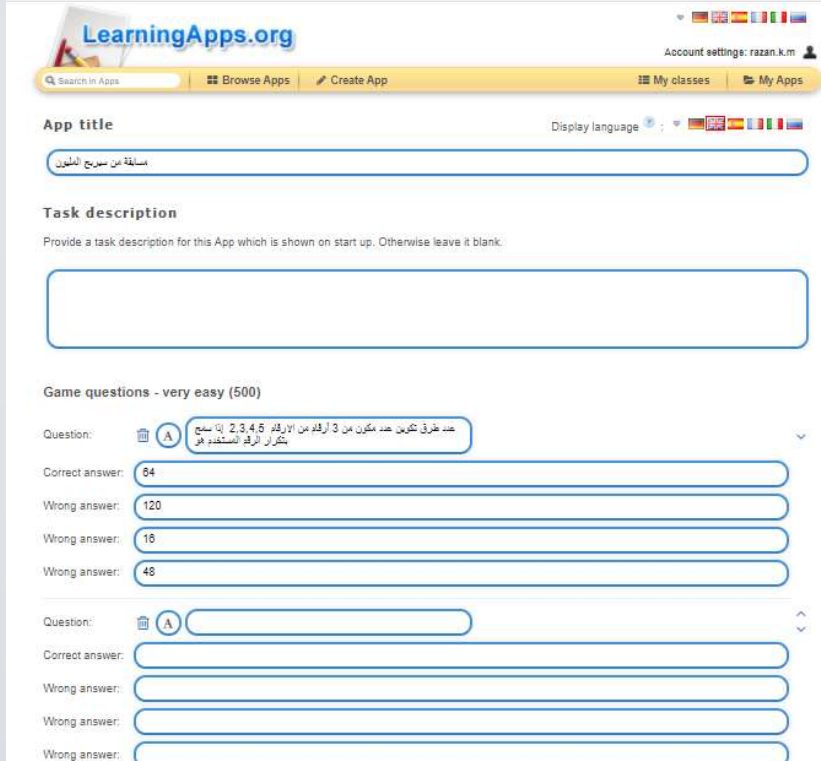 LearningApps.org
Account settings: razan.k.m
Search in Apps
Browse Apps
Create App
My classes
My Apps
App title
Display language ? :
مسابقة من سيربح المليون
Task description
Provide a task description for this App which is shown on start up. Otherwise leave it blank.
Game questions - very easy (500)
Question:
A
عدد طرق تكوين عدد مكون من 3 أرقام من الارقام 2,3,4,5 إذا سمح
بتكرار الرقم المستخدم هو
Correct answer: 64
Wrong answer: 120
Wrong answer: 16
Wrong answer: 48
Question:
A
Correct answer:
Wrong answer:
Wrong answer:
Wrong answer: